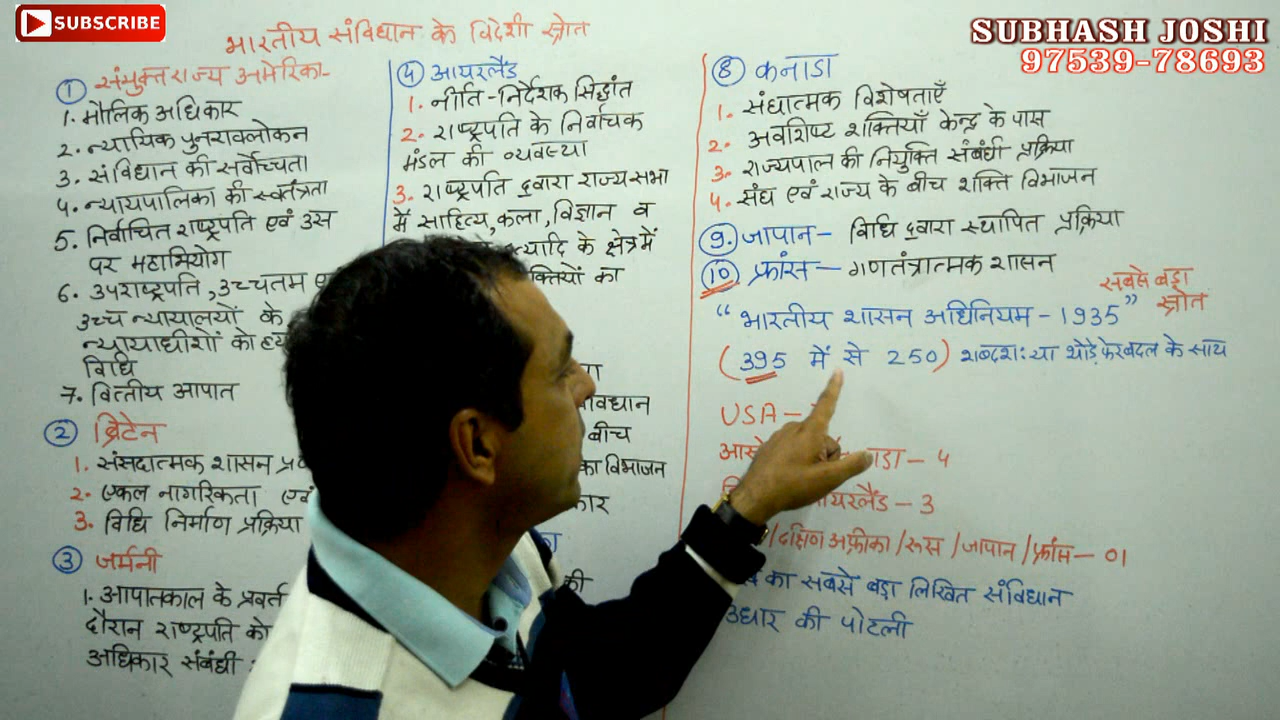 SUBSCRIBE
SUBHASH JOSHI
97539-78693
भारतीय संविधान के विदेशी स्रोत
① संयुक्त राज्य अमेरिका-
1. मौलिक अधिकार
2. न्यायिक पुनरावलोकन
3. संविधान की सर्वोच्चता
4. न्यायपालिका की स्वतंत्रता
5. निर्वाचित राष्ट्रपति एवं उस
पर महाभियोग
6. उपराष्ट्रपति, उच्चतम
उच्च न्यायालयों के
न्यायाधीशों को
विधि
7. वित्तीय आपात
② ब्रिटेन
1. संसदात्मक शासन
2. एकल नागरिकता एवं
3. विधि निर्माण प्रक्रिया
③ जर्मनी
1. आपातकाल के
दौरान राष्ट्रपति को
अधिकार संबंधी
④ आयरलैंड
1. नीति-निर्देशक सिद्धांत
2. राष्ट्रपति के निर्वाचक
मंडल की व्यवस्था
3. राष्ट्रपति द्वारा राज्यसभा
में साहित्य, कला, विज्ञान व
के क्षेत्र में
का
बीच
का विभाजन
की
⑧ कनाडा
1. संघात्मक विशेषताएँ
2. अवशिष्ट शक्तियाँ केन्द्र के पास
3. राज्यपाल की नियुक्ति संबंधी प्रक्रिया
4. संघ एवं राज्य के बीच शक्ति विभाजन
⑨. जापान- विधि द्वारा स्थापित प्रक्रिया
⑩ फ्रांस- गणतंत्रात्मक शासन
सबसे बड़ा
स्रोत
"भारतीय शासन अधिनियम-1935"
(395 में से 250) शब्दशः या थोड़े फेरबदल के साथ
USA-
-4
आयरलैंड-3
/दक्षिण अफ्रीका/रूस/जापान/फ्रांस-01
का सबसे बड़ा लिखित संविधान
उधार की पोटली